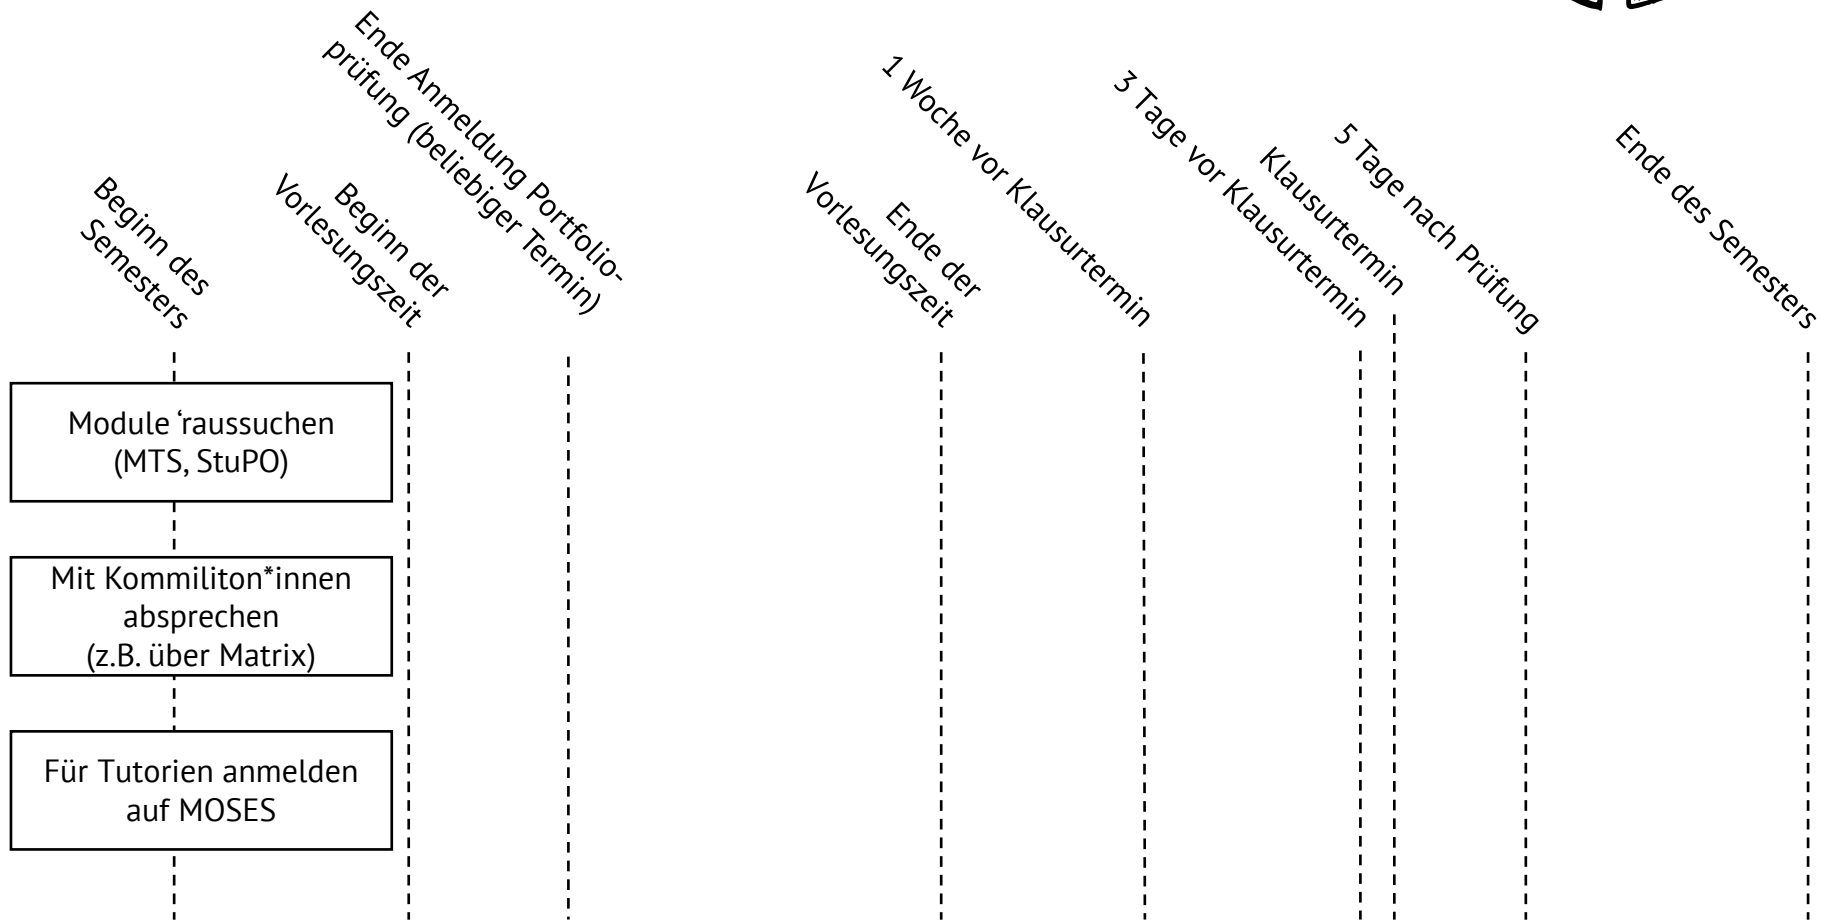 Beginn des
Semesters
Beginn der
Vorlesungszeit
Ende Anmeldung Portfolio-
prüfung (beliebiger Termin)
Ende der
Vorlesungszeit
1 Woche vor Klausurtermin
3 Tage vor Klausurtermin
Klausurtermin
5 Tage nach Prüfung
Ende des Semesters
Module ‘raussuchen
(MTS, StuPO)
Mit Kommiliton*innen
absprechen
(z.B. über Matrix)
Für Tutorien anmelden
auf MOSES